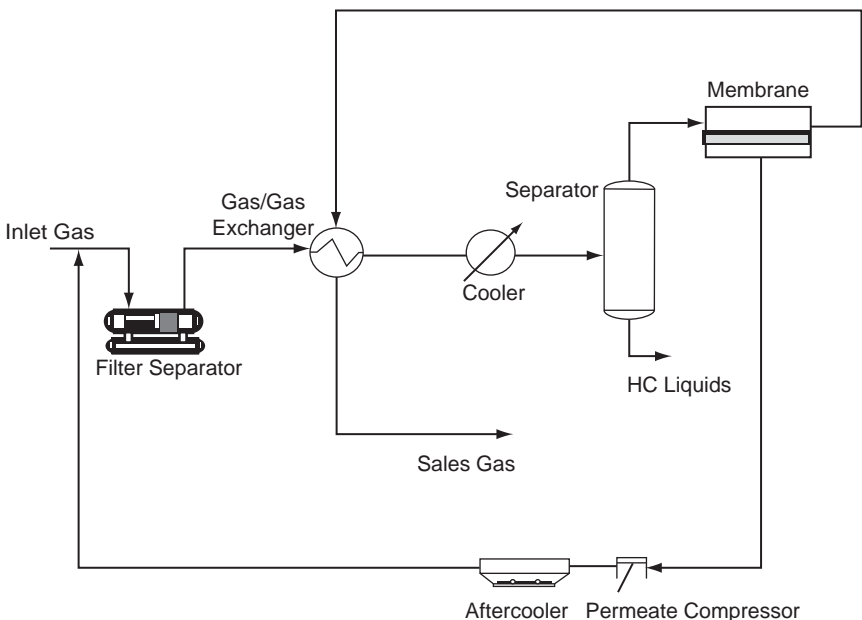 Membrane
Separator
Gas/Gas
Exchanger
Inlet Gas
Cooler
Filter Separator
HC Liquids
Sales Gas
Aftercooler
Permeate Compressor